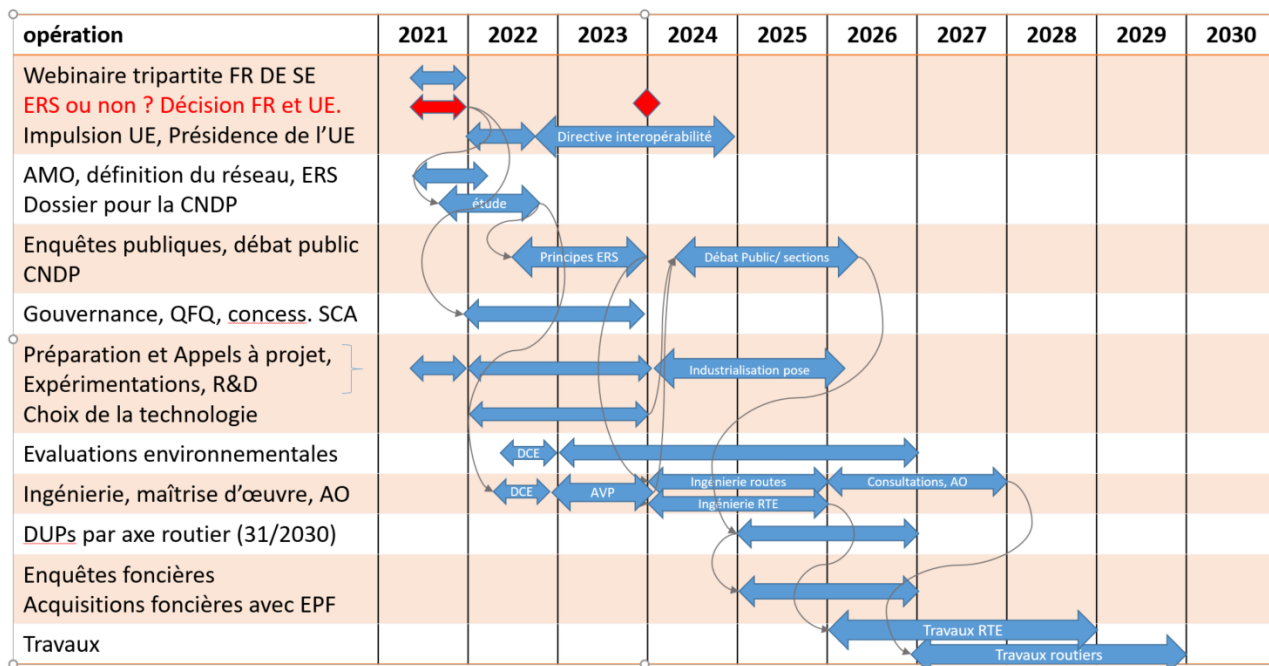 opération 2021 2022 2023 2024 2025 2026 2027 2028 2029 2030
Webinaire tripartite FR DE SE
ERS ou non ? Décision FR et UE.
Impulsion UE, Présidence de l’UE
Directive interopérabilité
AMO, définition du réseau, ERS
Dossier pour la CNDP
étude
Enquêtes publiques, débat public
CNDP
Principes ERS
Débat Public/ sections
Gouvernance, QFQ, concess. SCA
Préparation et Appels à projet,
Expérimentations, R&D
Industrialisation pose
Choix de la technologie
Evaluations environnementales
DCE
Ingénierie, maîtrise d’œuvre, AO
DCE
AVP
Ingénierie routes
Consultations, AO
Ingénierie RTE
DUPs par axe routier (31/2030)
Enquêtes foncières
Acquisitions foncières avec EPF
Travaux
Travaux RTE
Travaux routiers